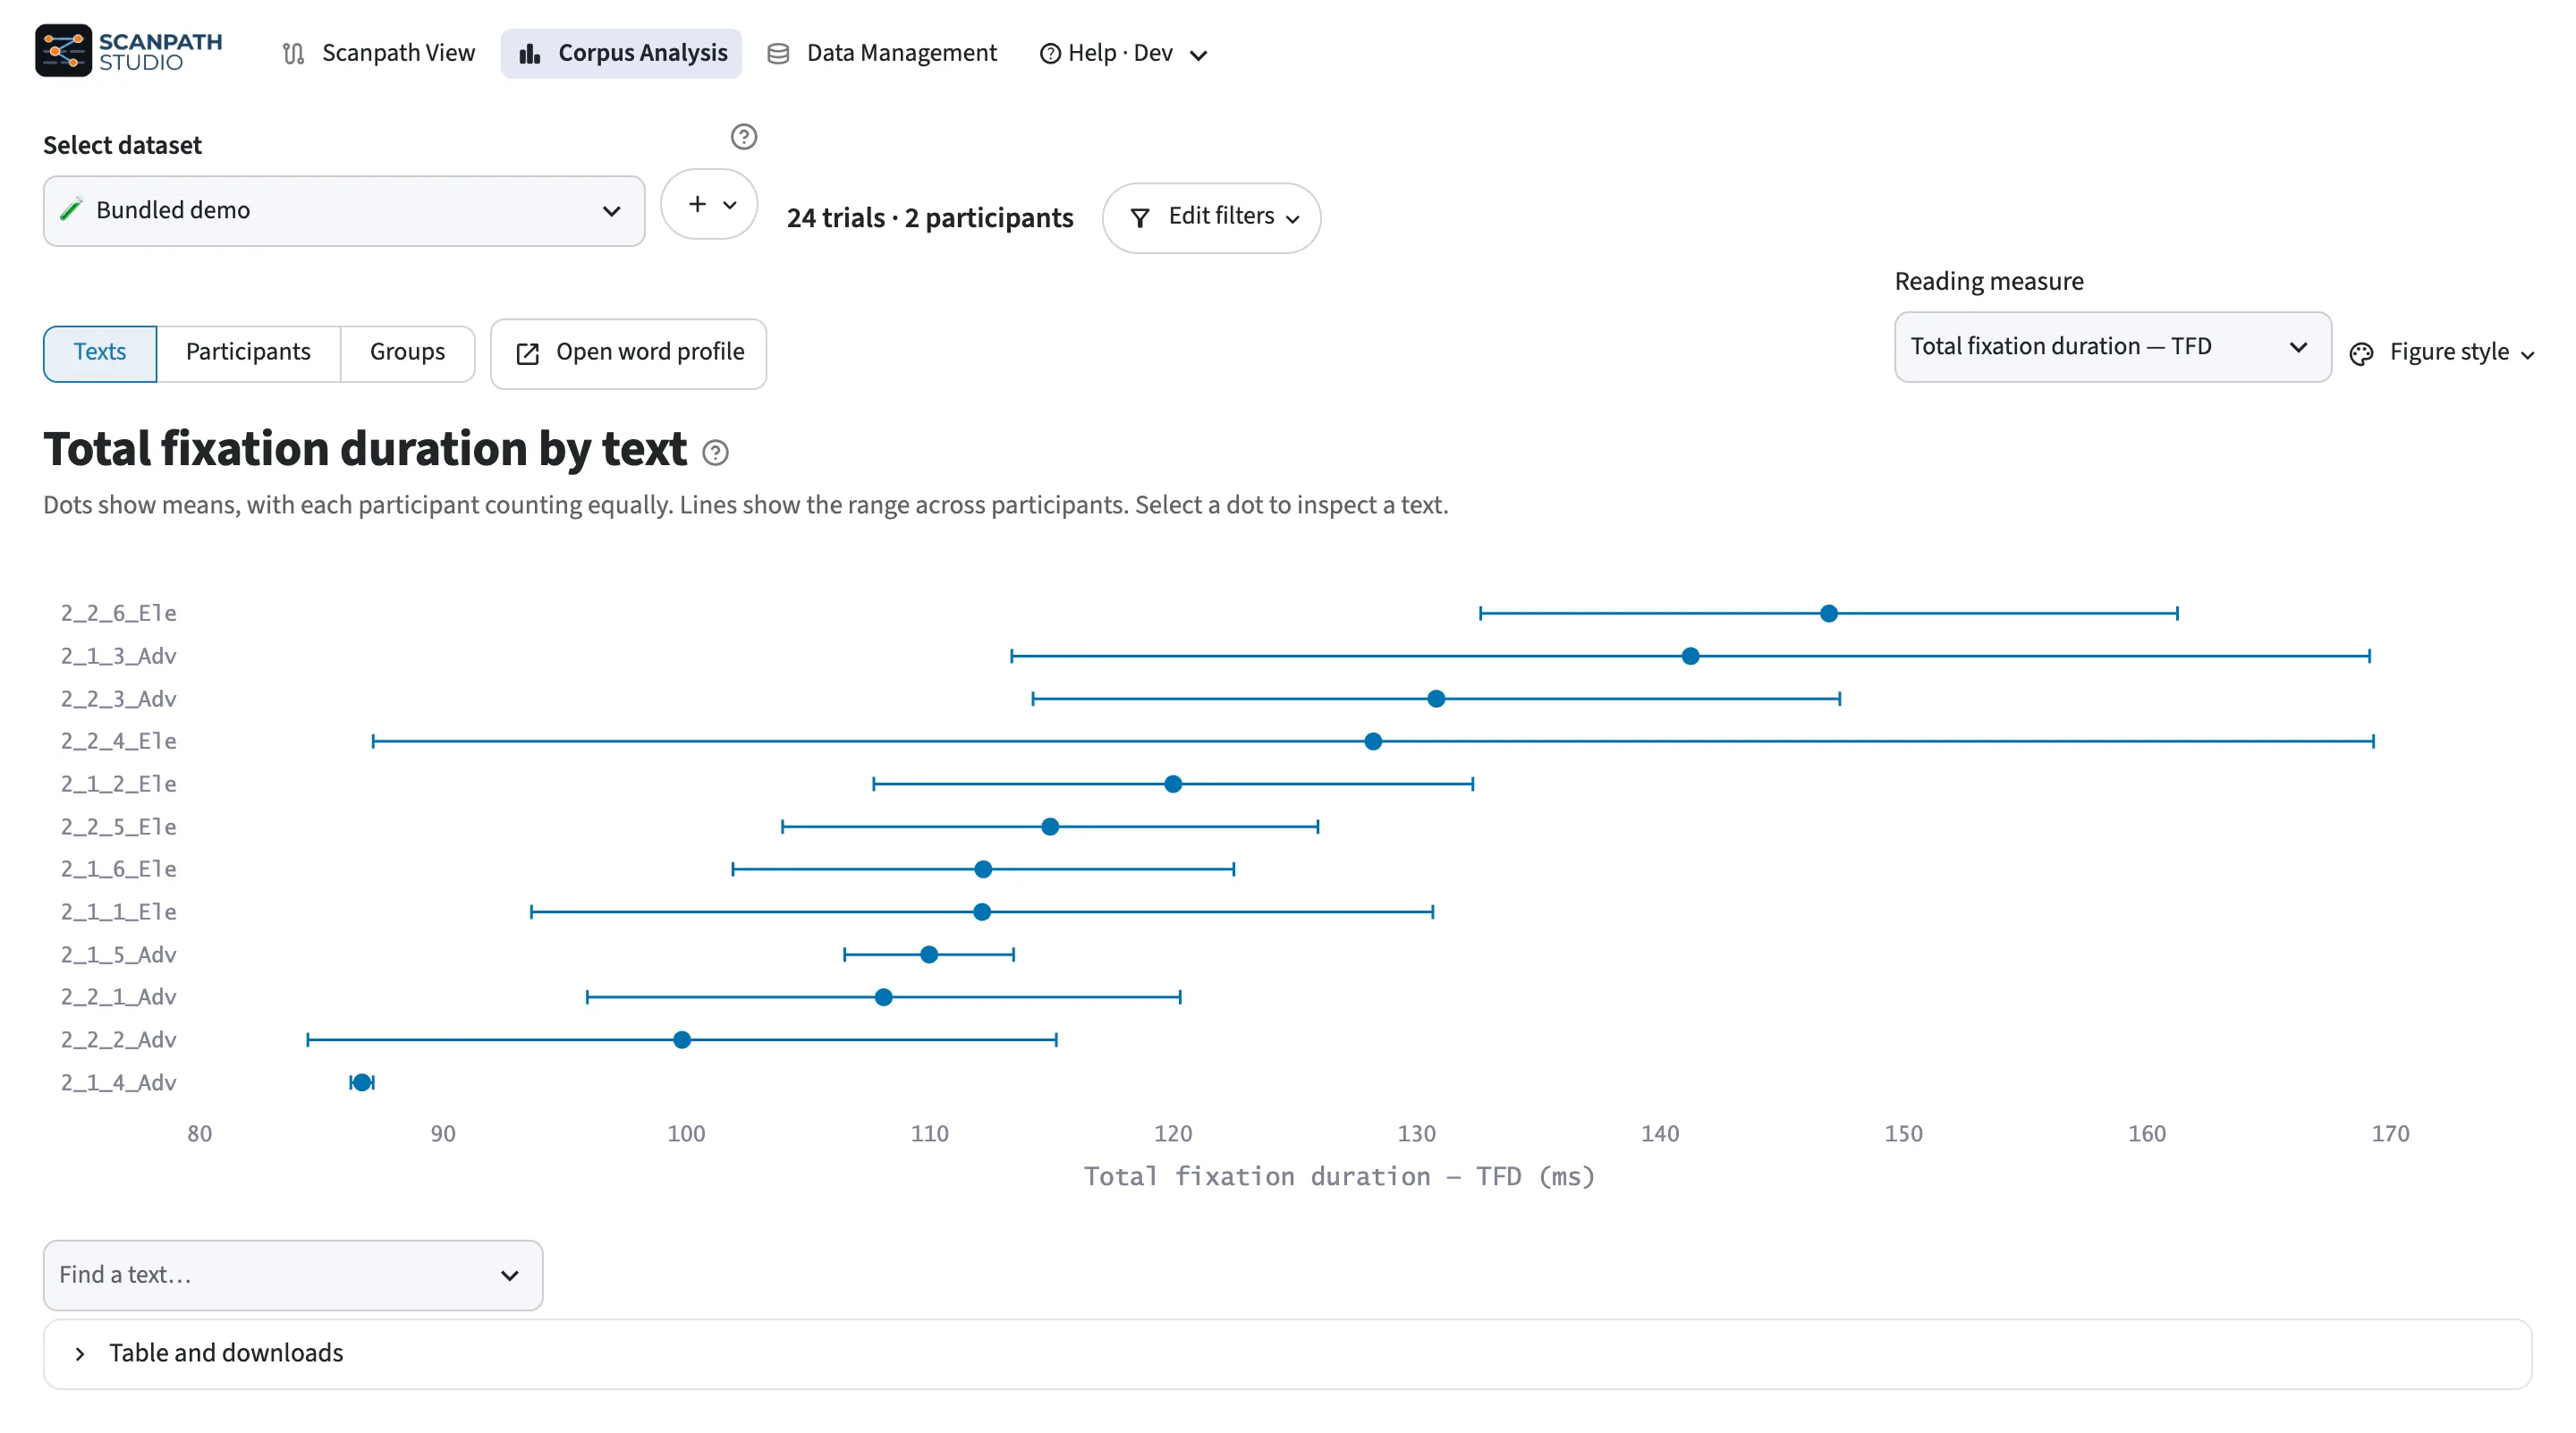 SCANPATH
STUDIO
Scanpath View
Corpus Analysis
Data Management
Help · Dev
Select dataset
Bundled demo
+
24 trials · 2 participants
Edit filters
Reading measure
Texts
Participants
Groups
Open word profile
Total fixation duration — TFD
Figure style
Total fixation duration by text
Dots show means, with each participant counting equally. Lines show the range across participants. Select a dot to inspect a text.
2_2_6_Ele
2_1_3_Adv
2_2_3_Adv
2_2_4_Ele
2_1_2_Ele
2_2_5_Ele
2_1_6_Ele
2_1_1_Ele
2_1_5_Adv
2_2_1_Adv
2_2_2_Adv
2_1_4_Adv
80 90 100 110 120 130 140 150 160 170
Total fixation duration — TFD (ms)
Find a text…
Table and downloads